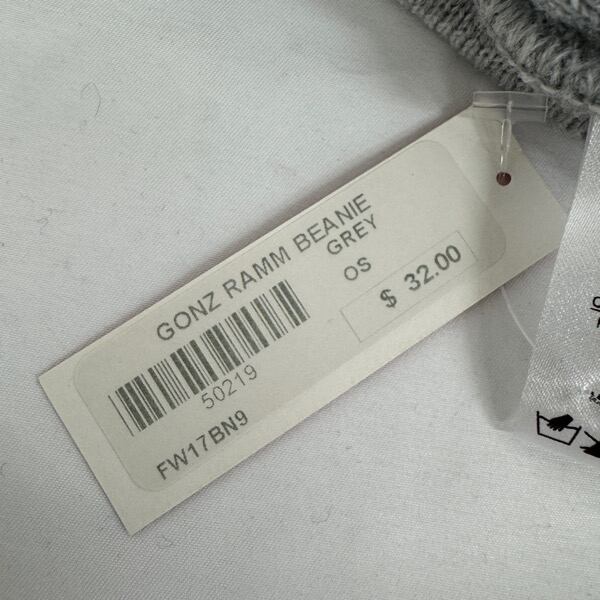 GONZ RAMM BEANIE
GREY
OS
$ 32.00
50219
FW17BN9